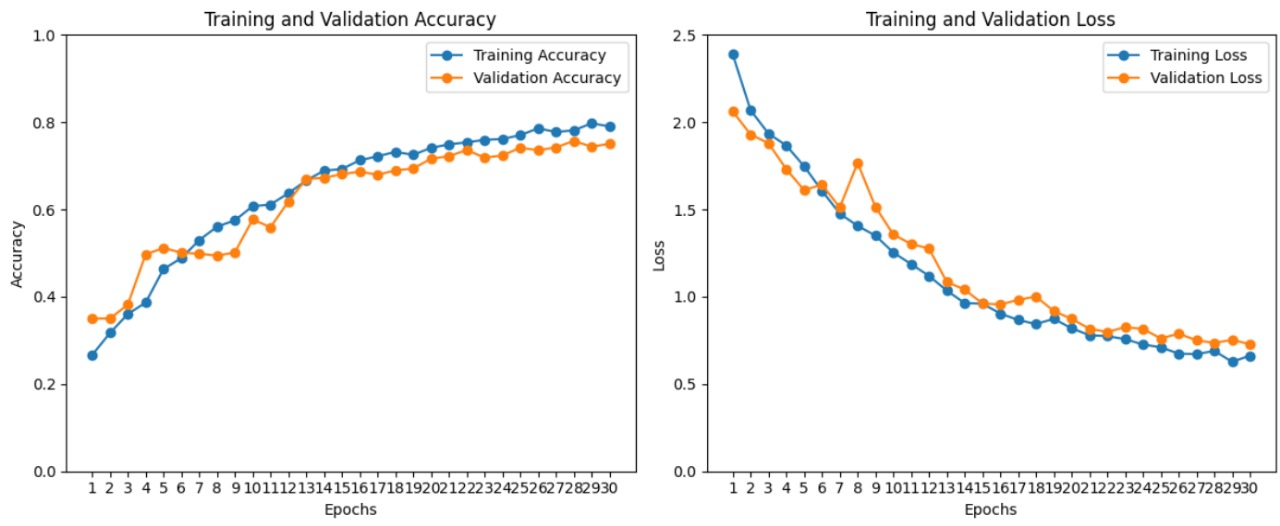 Training and Validation Accuracy
Training Accuracy
Validation Accuracy
1.0
0.8
0.6
0.4
0.2
0.0
Accuracy
1 2 3 4 5 6 7 8 9 10 11 12 13 14 15 16 17 18 19 20 21 22 23 24 25 26 27 28 29 30
Epochs
Training and Validation Loss
Training Loss
Validation Loss
2.5
2.0
1.5
1.0
0.5
0.0
Loss
1 2 3 4 5 6 7 8 9 10 11 12 13 14 15 16 17 18 19 20 21 22 23 24 25 26 27 28 29 30
Epochs